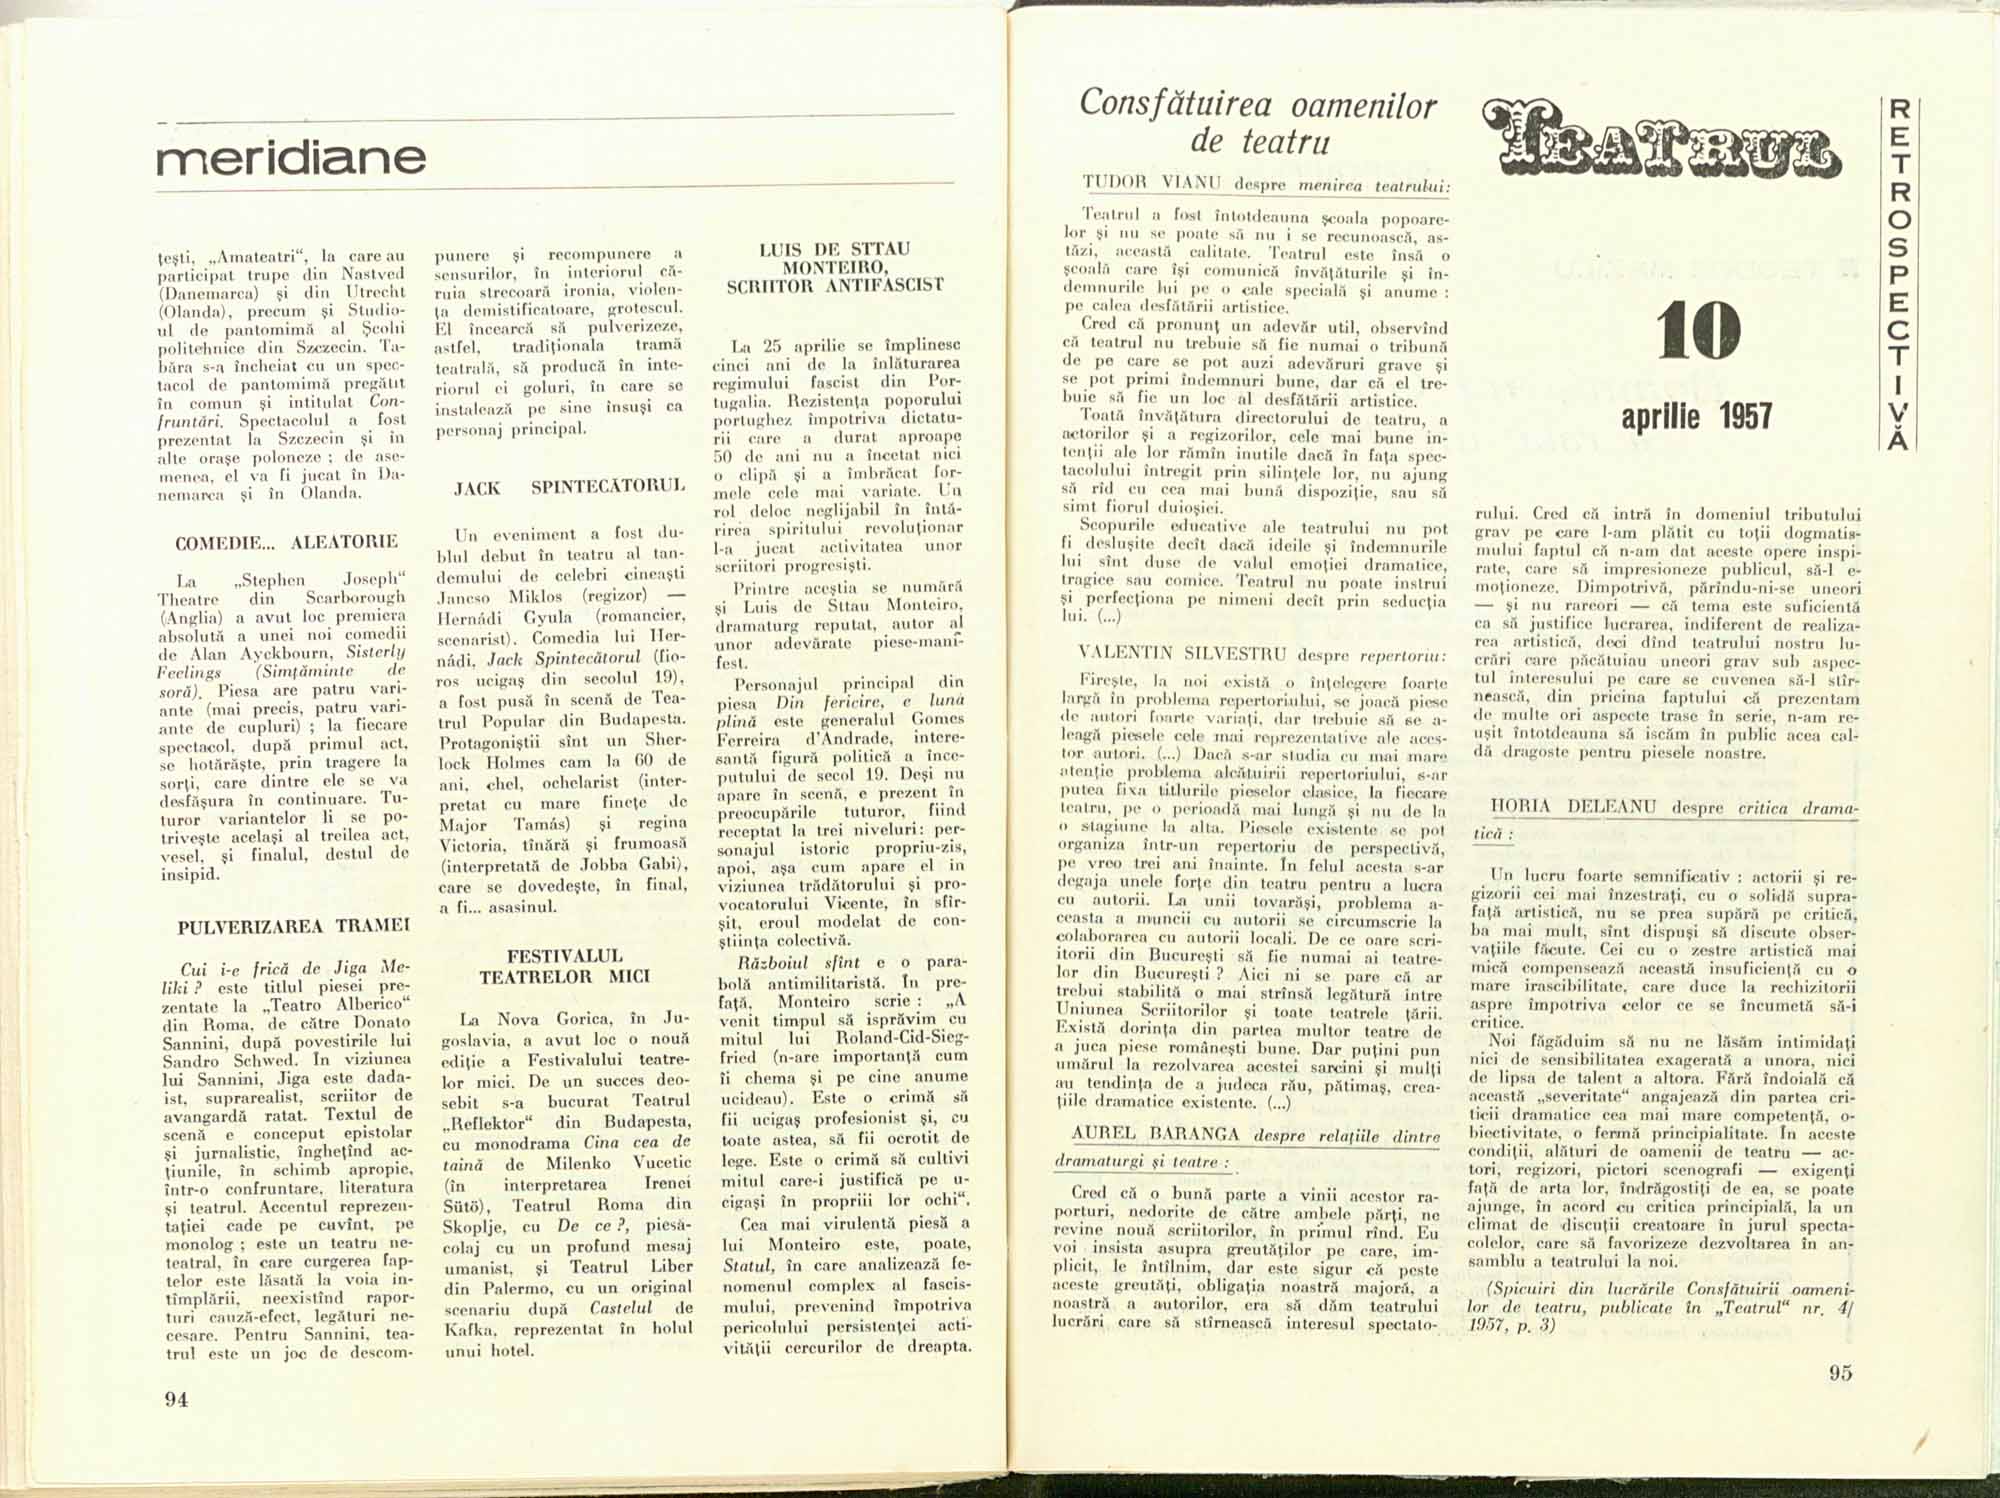 meridiane
teşti, „Amateatri“, la care au
participat trupe din Nastved
(Danemarca) şi din Utrecht
(Olanda), precum şi Studio-
ul de pantomimă al Şcolii
politehnice din Szczecin. Ta-
băra s-a încheiat cu un spec-
tacol de pantomimă pregătit
în comun şi intitulat Con-
fruntări. Spectacolul a fost
prezentat la Szczecin şi în
alte oraşe poloneze ; de ase-
menea, el va fi jucat în Da-
nemarca şi în Olanda.
COMEDIE... ALEATORIE
La „Stephen Joseph“
Theatre din Scarborough
(Anglia) a avut loc premiera
absolută a unei noi comedii
de Alan Ayckbourn, Sisterly
Feelings (Simţăminte de
soră). Piesa are patru vari-
ante (mai precis, patru vari-
ante de cupluri) ; la fiecare
spectacol, după primul act,
se hotărăşte, prin tragere la
sorţi, care dintre ele se va
desfăşura în continuare. Tu-
turor variantelor li se po-
triveşte acelaşi al treilea act,
vesel, şi finalul, destul de
insipid.
PULVERIZAREA TRAMEI
Cui i-e frică de Jiga Me-
liki ? este titlul piesei pre-
zentate la „Teatro Alberico“
din Roma, de către Donato
Sannini, după povestirile lui
Sandro Schwed. În viziunea
lui Sannini, Jiga este dada-
ist, suprarealist, scriitor de
avangardă ratat. Textul de
scenă e conceput epistolar
şi jurnalistic, îngheţînd ac-
ţiunile, în schimb apropie,
într-o confruntare, literatura
şi teatrul. Accentul reprezen-
taţiei cade pe cuvînt, pe
monolog ; este un teatru ne-
teatral, în care curgerea fap-
telor este lăsată la voia în-
tîmplării, neexistînd rapor-
turi cauză-efect, legături ne-
cesare. Pentru Sannini, tea-
trul este un joc de descom-
94
punere şi recompunere a
sensurilor, în interiorul că-
ruia strecoară ironia, violen-
ţa demistificatoare, grotescul.
El încearcă să pulverizeze,
astfel, tradiţionala tramă
teatrală, să producă în inte-
riorul ei goluri, în care se
instalează pe sine însuşi ca
personaj principal.
JACK SPINTECĂTORUL
Un eveniment a fost du-
blul debut în teatru al tan-
demului de celebri cineaşti
Jancso Miklos (regizor) —
Hernádi Gyula (romancier,
scenarist). Comedia lui Her-
nádi, Jack Spintecătorul (fio-
ros ucigaş din secolul 19),
a fost pusă în scenă de Tea-
trul Popular din Budapesta.
Protagoniştii sînt un Sher-
lock Holmes cam la 60 de
ani, chel, ochelarist (inter-
pretat cu mare fineţe de
Major Tamás) şi regina
Victoria, tînără şi frumoasă
(interpretată de Jobba Gabi),
care se dovedeşte, în final,
a fi... asasinul.
FESTIVALUL
TEATRELOR MICI
La Nova Gorica, în Ju-
goslavia, a avut loc o nouă
ediţie a Festivalului teatre-
lor mici. De un succes deo-
sebit s-a bucurat Teatrul
„Reflektor“ din Budapesta,
cu monodrama Cina cea de
taină de Milenko Vucetic
(în interpretarea Irenei
Sütö), Teatrul Roma din
Skoplje, cu De ce ?, piesă-
colaj cu un profund mesaj
umanist, şi Teatrul Liber
din Palermo, cu un original
scenariu după Castelul de
Kafka, reprezentat în holul
unui hotel.
LUIS DE STTAU
MONTEIRO,
SCRIITOR ANTIFASCIST
La 25 aprilie se împlinesc
cinci ani de la înlăturarea
regimului fascist din Por-
tugalia. Rezistenţa poporului
portughez împotriva dictatu-
rii care a durat aproape
50 de ani nu a încetat nici
o clipă şi a îmbrăcat for-
mele cele mai variate. Un
rol deloc neglijabil în întă-
rirea spiritului revoluţionar
l-a jucat activitatea unor
scriitori progresişti.
Printre aceştia se numără
şi Luis de Sttau Monteiro,
dramaturg reputat, autor al
unor adevărate piese-mani-
fest.
Personajul principal din
piesa Din fericire, e lună
plină este generalul Gomes
Ferreira d'Andrade, intere-
santă figură politică a înce-
putului de secol 19. Deşi nu
apare în scenă, e prezent în
preocupările tuturor, fiind
receptat la trei niveluri: per-
sonajul istoric propriu-zis,
apoi, aşa cum apare el in
viziunea trădătorului şi pro-
vocatorului Vicente, în sfîr-
şit, eroul modelat de con-
ştiinţa colectivă.
Războiul sfînt e o para-
bolă antimilitaristă. În pre-
faţă, Monteiro scrie : „A
venit timpul să isprăvim cu
mitul lui Roland-Cid-Sieg-
fried (n-are importanţă cum
îi chema şi pe cine anume
ucideau). Este o crimă să
fii ucigaş profesionist şi, cu
toate astea, să fii ocrotit de
lege. Este o crimă să cultivi
mitul care-i justifică pe u-
cigaşi în propriii lor ochi“.
Cea mai virulentă piesă a
lui Monteiro este, poate,
Statul, în care analizează fe-
nomenul complex al fascis-
mului, prevenind împotriva
pericolului persistenţei acti-
vităţii cercurilor de dreapta.
Consfătuirea oamenilor
de teatru
TUDOR VIANU despre menirea teatrului:
Teatrul a fost întotdeauna şcoala popoare-
lor şi nu se poate să nu i se recunoască, as-
tăzi, această calitate. Teatrul este însă o
şcoală care îşi comunică învăţăturile şi în-
demnurile lui pe o cale specială şi anume :
pe calea desfătării artistice.
Cred că pronunţ un adevăr util, observînd
că teatrul nu trebuie să fie numai o tribună
de pe care se pot auzi adevăruri grave şi
se pot primi îndemnuri bune, dar că el tre-
buie să fie un loc al desfătării artistice.
Toată învăţătura directorului de teatru, a
actorilor şi a regizorilor, cele mai bune in-
tenţii ale lor rămîn inutile dacă în faţa spec-
tacolului întregit prin silinţele lor, nu ajung
să rîd cu cea mai bună dispoziţie, sau să
simt fiorul duioşiei.
Scopurile educative ale teatrului nu pot
fi desluşite decît dacă ideile şi îndemnurile
lui sînt duse de valul emoţiei dramatice,
tragice sau comice. Teatrul nu poate instrui
şi perfecţiona pe nimeni decît prin seducţia
lui. (...)
VALENTIN SILVESTRU despre repertoriu:
Fireşte, la noi există o înţelegere foarte
largă în problema repertoriului, se joacă piese
de autori foarte variaţi, dar trebuie să se a-
leagă piesele cele mai reprezentative ale aces-
tor autori. (...) Dacă s-ar studia cu mai mare
atenţie problema alcătuirii repertoriului, s-ar
putea fixa titlurile pieselor clasice, la fiecare
teatru, pe o perioadă mai lungă şi nu de la
o stagiune la alta. Piesele existente se pot
organiza într-un repertoriu de perspectivă,
pe vreo trei ani înainte. În felul acesta s-ar
degaja unele forţe din teatru pentru a lucra
cu autorii. La unii tovarăşi, problema a-
ceasta a muncii cu autorii se circumscrie la
colaborarea cu autorii locali. De ce oare scri-
itorii din Bucureşti să fie numai ai teatre-
lor din Bucureşti ? Aici ni se pare că ar
trebui stabilită o mai strînsă legătură intre
Uniunea Scriitorilor şi toate teatrele ţării.
Există dorinţa din partea multor teatre de
a juca piese româneşti bune. Dar puţini pun
umărul la rezolvarea acestei sarcini şi mulţi
au tendinţa de a judeca rău, pătimaş, crea-
ţiile dramatice existente. (...)
AUREL BARANGA despre relaţiile dintre
dramaturgi şi teatre :
Cred că o bună parte a vinii acestor ra-
porturi, nedorite de către ambele părţi, ne
revine nouă scriitorilor, în primul rînd. Eu
voi insista asupra greutăţilor pe care, im-
plicit, le întîlnim, dar este sigur că peste
aceste greutăţi, obligaţia noastră majoră, a
noastră a autorilor, era să dăm teatrului
lucrări care să stîrnească interesul spectato-
TEATRUL
10
aprilie 1957
RETROSPECTIVĂ
rului. Cred că intră în domeniul tributului
grav pe care l-am plătit cu toţii dogmatis-
mului faptul că n-am dat aceste opere inspi-
rate, care să impresioneze publicul, să-l e-
moţioneze. Dimpotrivă, părîndu-ni-se uneori
— şi nu rareori — că tema este suficientă
ca să justifice lucrarea, indiferent de realiza-
rea artistică, deci dînd teatrului nostru lu-
crări care păcătuiau uneori grav sub aspec-
tul interesului pe care se cuvenea să-l stîr-
nească, din pricina faptului că prezentam
de multe ori aspecte trase în serie, n-am re-
uşit întotdeauna să iscăm în public acea cal-
dă dragoste pentru piesele noastre.
HORIA DELEANU despre critica drama-
tică :
Un lucru foarte semnificativ : actorii şi re-
gizorii cei mai înzestraţi, cu o solidă supra-
faţă artistică, nu se prea supără pe critică,
ba mai mult, sînt dispuşi să discute obser-
vaţiile făcute. Cei cu o zestre artistică mai
mică compensează această insuficienţă cu o
mare irascibilitate, care duce la rechizitorii
aspre împotriva celor ce se încumetă să-i
critice.
Noi făgăduim să nu ne lăsăm intimidaţi
nici de sensibilitatea exagerată a unora, nici
de lipsa de talent a altora. Fără îndoială că
această „severitate“ angajează din partea cri-
ticii dramatice cea mai mare competenţă, o-
biectivitate, o fermă principialitate. În aceste
condiţii, alături de oamenii de teatru — ac-
tori, regizori, pictori scenografi — exigenţi
faţă de arta lor, îndrăgostiţi de ea, se poate
ajunge, în acord cu critica principială, la un
climat de discuţii creatoare în jurul specta-
colelor, care să favorizeze dezvoltarea în an-
samblu a teatrului la noi.
(Spicuiri din lucrările Consfătuirii oameni-
lor de teatru, publicate în „Teatrul“ nr. 4/
1957, p. 3)
95